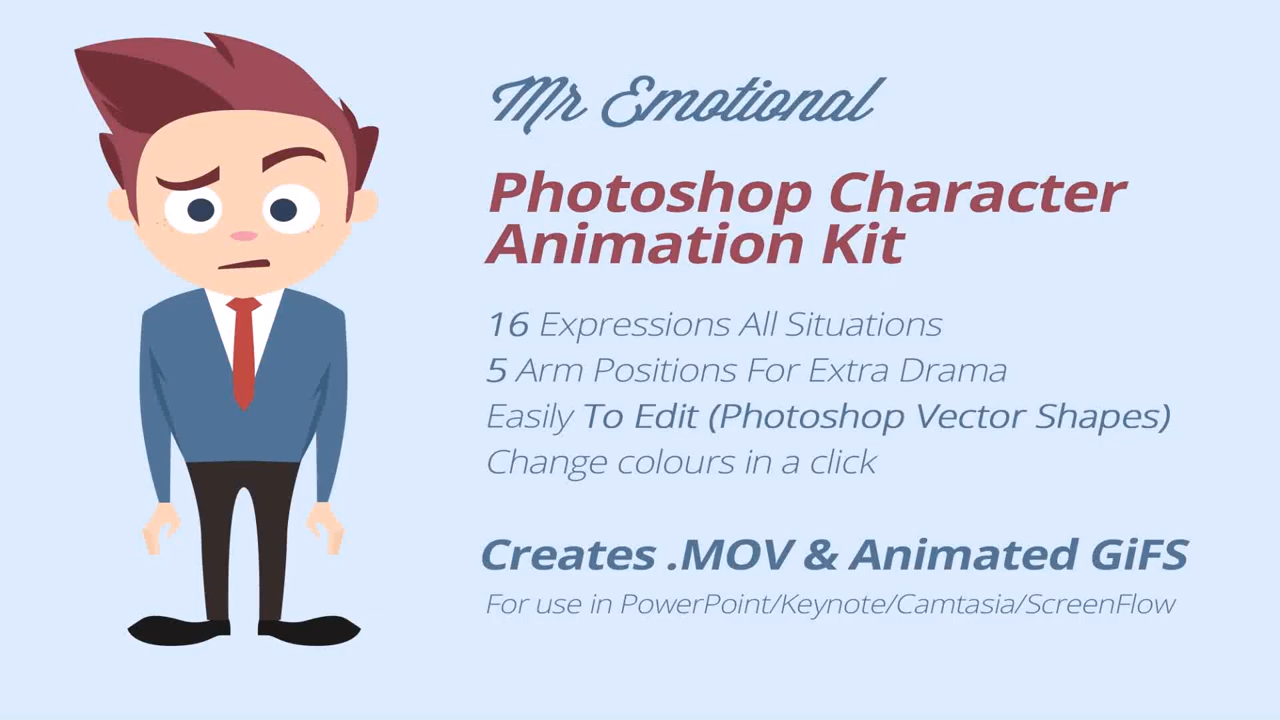 Mr Emotional
Photoshop Character
Animation Kit
16 Expressions All Situations
5 Arm Positions For Extra Drama
Easily To Edit (Photoshop Vector Shapes)
Change colours in a click
Creates .MOV & Animated GiFS
For use in PowerPoint/Keynote/Camtasia/ScreenFlow